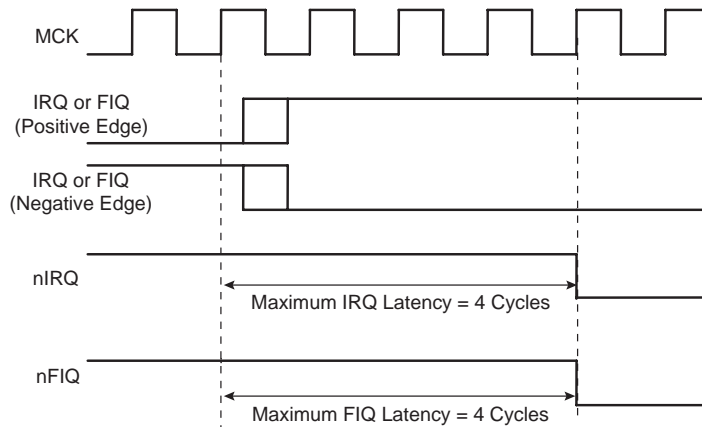 MCK
IRQ or FIQ
(Positive Edge)
IRQ or FIQ
(Negative Edge)
nIRQ
Maximum IRQ Latency = 4 Cycles
nFIQ
Maximum FIQ Latency = 4 Cycles